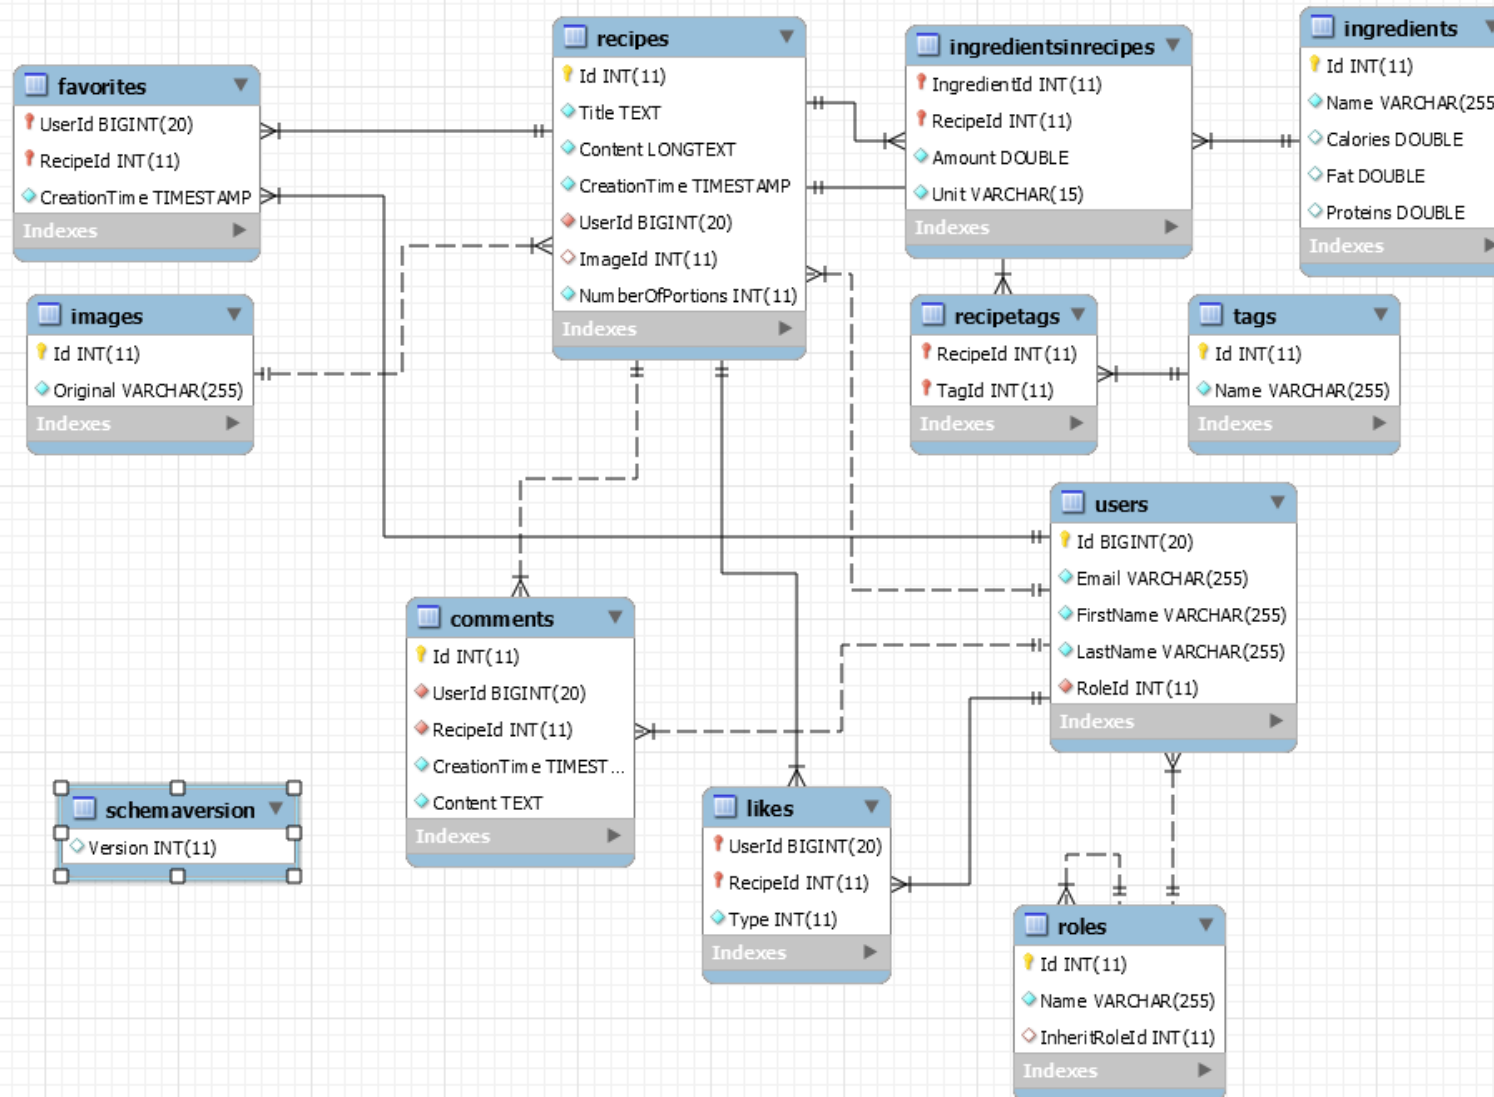 favorites
UserId BIGINT(20)
RecipeId INT(11)
CreationTime TIMESTAMP
Indexes
recipes
Id INT(11)
Title TEXT
Content LONGTEXT
CreationTime TIMESTAMP
UserId BIGINT(20)
ImageId INT(11)
NumberOfPortions INT(11)
Indexes
ingredientsinrecipes
IngredientId INT(11)
RecipeId INT(11)
Amount DOUBLE
Unit VARCHAR(15)
Indexes
ingredients
Id INT(11)
Name VARCHAR(255
Calories DOUBLE
Fat DOUBLE
Proteins DOUBLE
Indexes
images
Id INT(11)
Original VARCHAR(255)
Indexes
recipetags
RecipeId INT(11)
TagId INT(11)
Indexes
tags
Id INT(11)
Name VARCHAR(255)
Indexes
users
Id BIGINT(20)
Email VARCHAR(255)
FirstName VARCHAR(255)
LastName VARCHAR(255)
RoleId INT(11)
Indexes
comments
Id INT(11)
UserId BIGINT(20)
RecipeId INT(11)
CreationTime TIMEST...
Content TEXT
Indexes
schemaversion
Version INT(11)
likes
UserId BIGINT(20)
RecipeId INT(11)
Type INT(11)
Indexes
roles
Id INT(11)
Name VARCHAR(255)
InheritRoleId INT(11)
Indexes